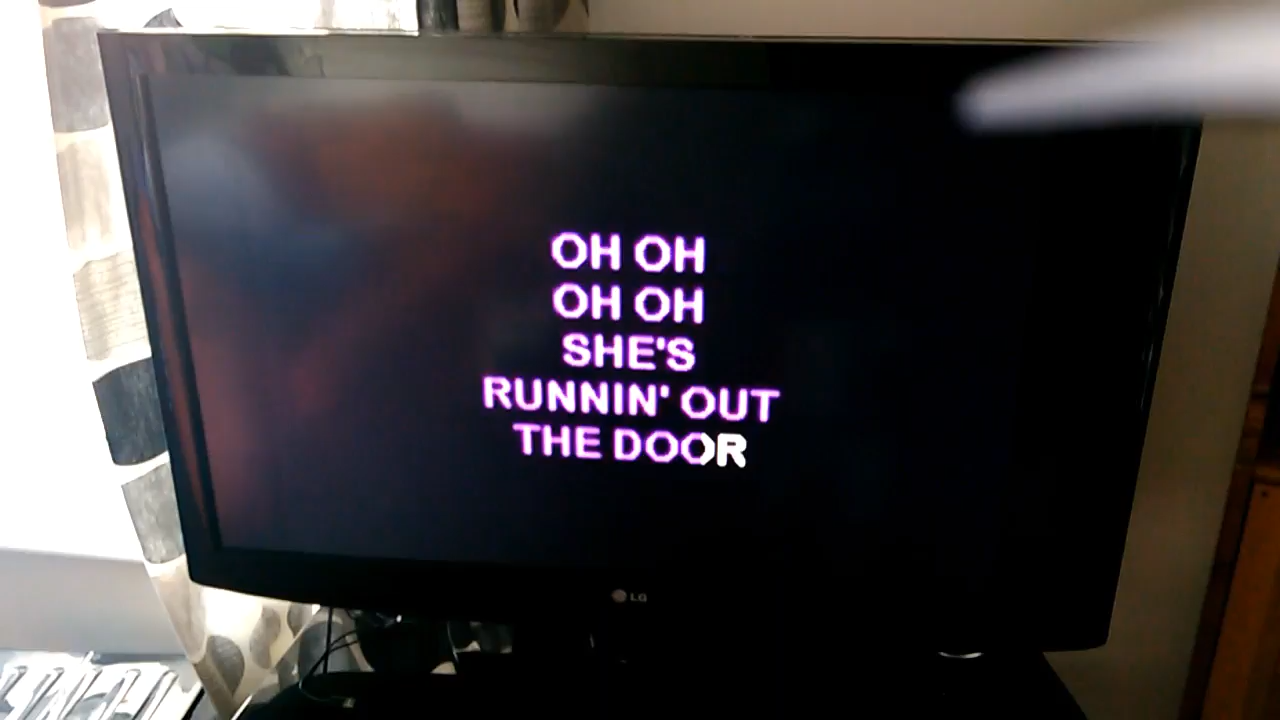 OH OH
OH OH
SHE'S
RUNNIN' OUT
THE DOOR
LG